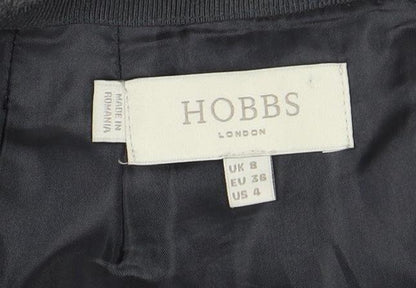 MADE IN
ROMANIA
HOBBS
LONDON
UK 8
EU 36
US 4